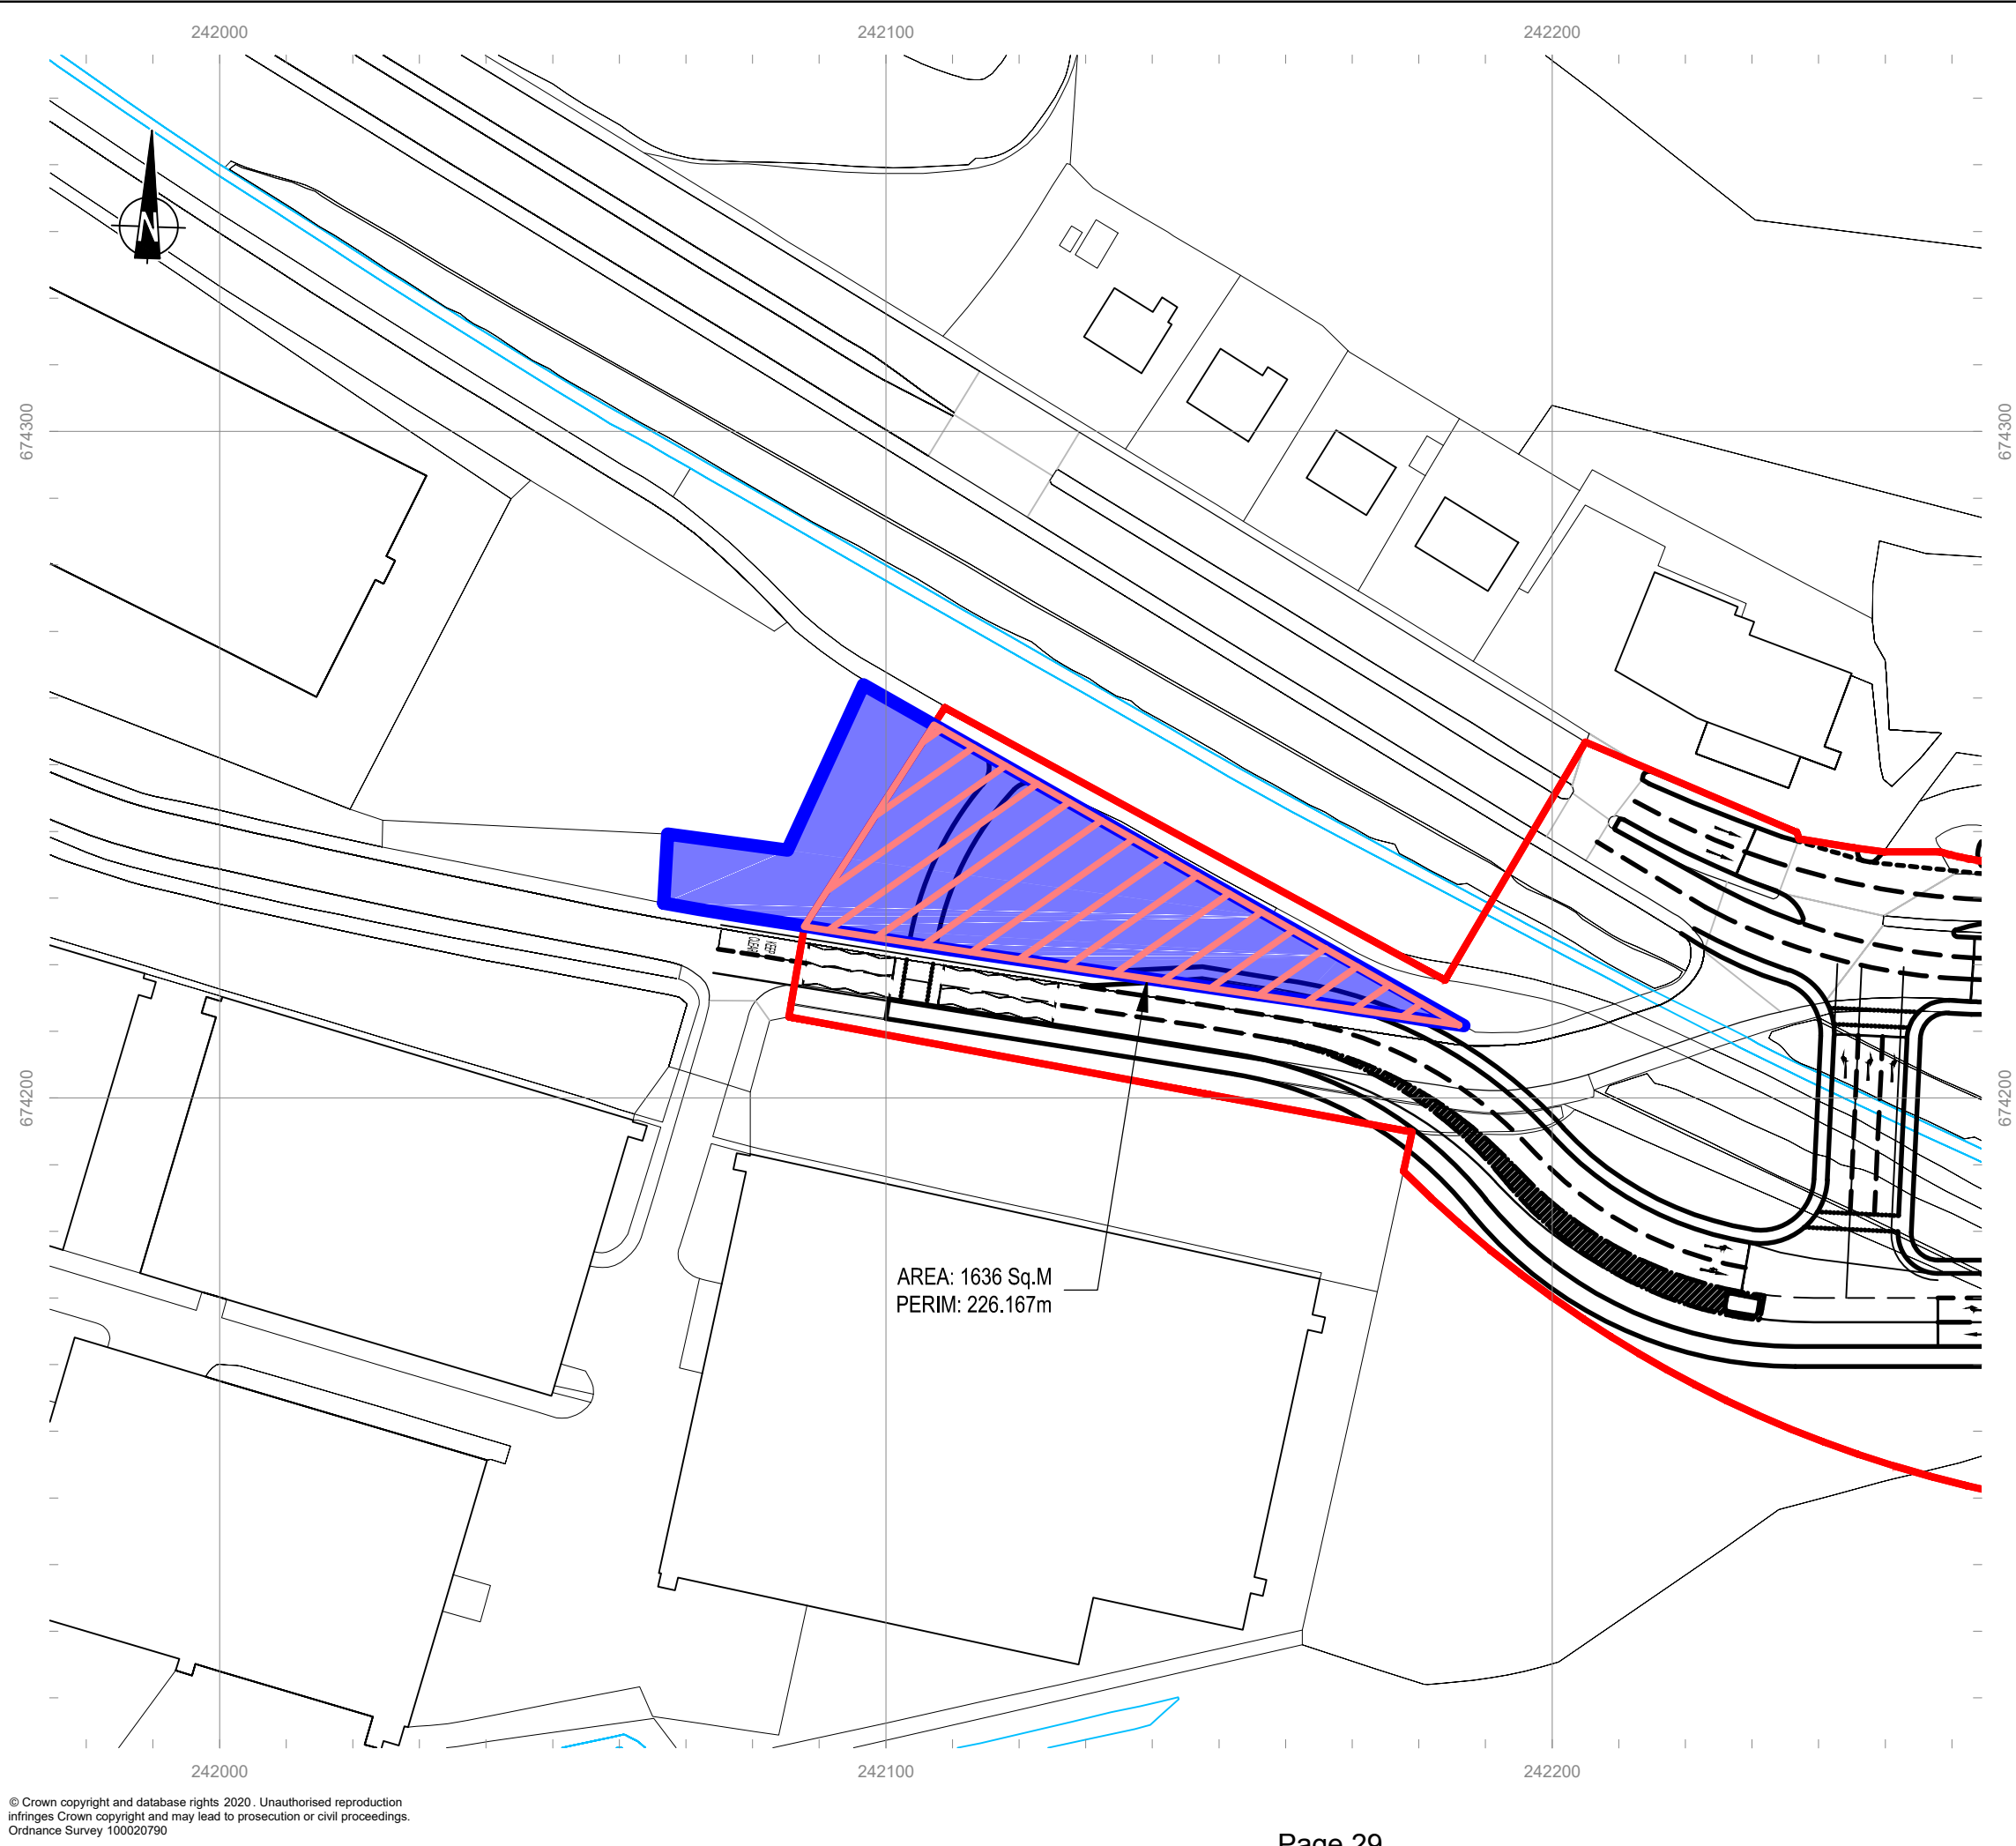 242000 242100 242200
N
674300 674300
KEEP
CLEAR
674200 674200
AREA: 1636 Sq.M
PERIM: 226.167m
242000 242100 242200
© Crown copyright and database rights 2020. Unauthorised reproduction
infringes Crown copyright and may lead to prosecution or civil proceedings.
Ordnance Survey 100020790
Page 29